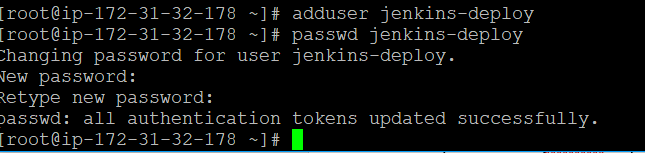 [root@ip-172-31-32-178 ~]# adduser jenkins-deploy
[root@ip-172-31-32-178 ~]# passwd jenkins-deploy
Changing password for user jenkins-deploy.
New password:
Retype new password:
passwd: all authentication tokens updated successfully.
[root@ip-172-31-32-178 ~]#